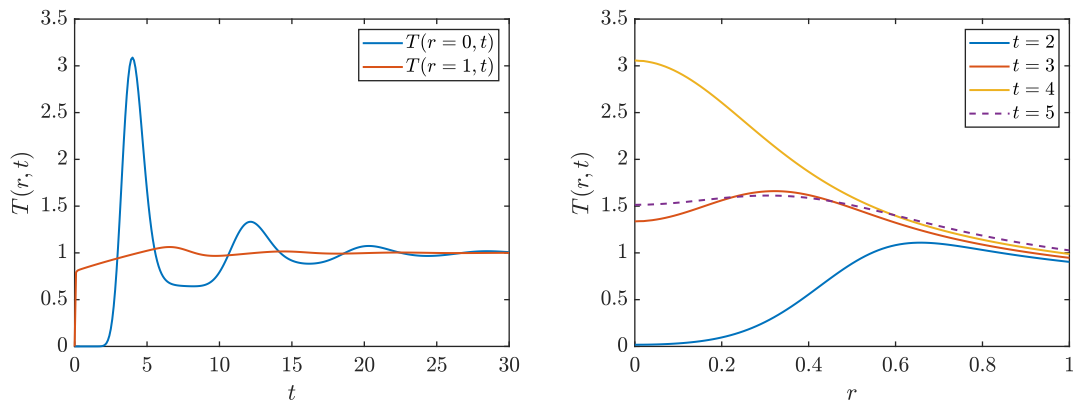 3.5
3
2.5
2
1.5
1
0.5
0
0 5 10 15 20 25 30
T(r, t)
t
T(r = 0, t)
T(r = 1, t)
3.5
3
2.5
2
1.5
1
0.5
0
0 0.2 0.4 0.6 0.8 1
T(r, t)
r
t = 2
t = 3
t = 4
t = 5